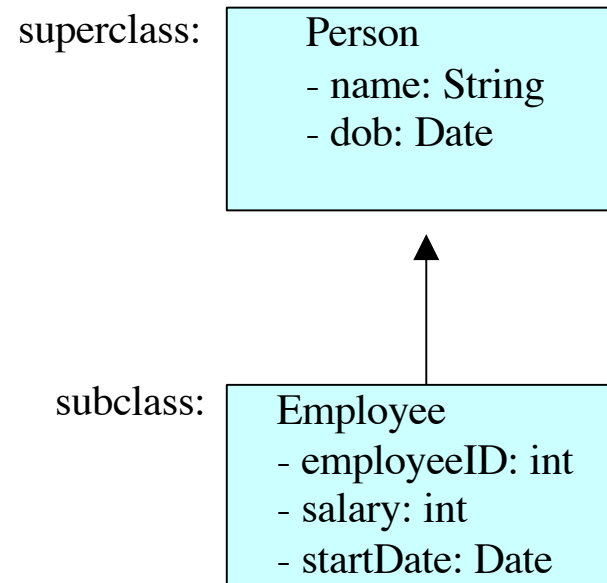 superclass:
Person
- name: String
- dob: Date
subclass:
Employee
- employeeID: int
- salary: int
- startDate: Date